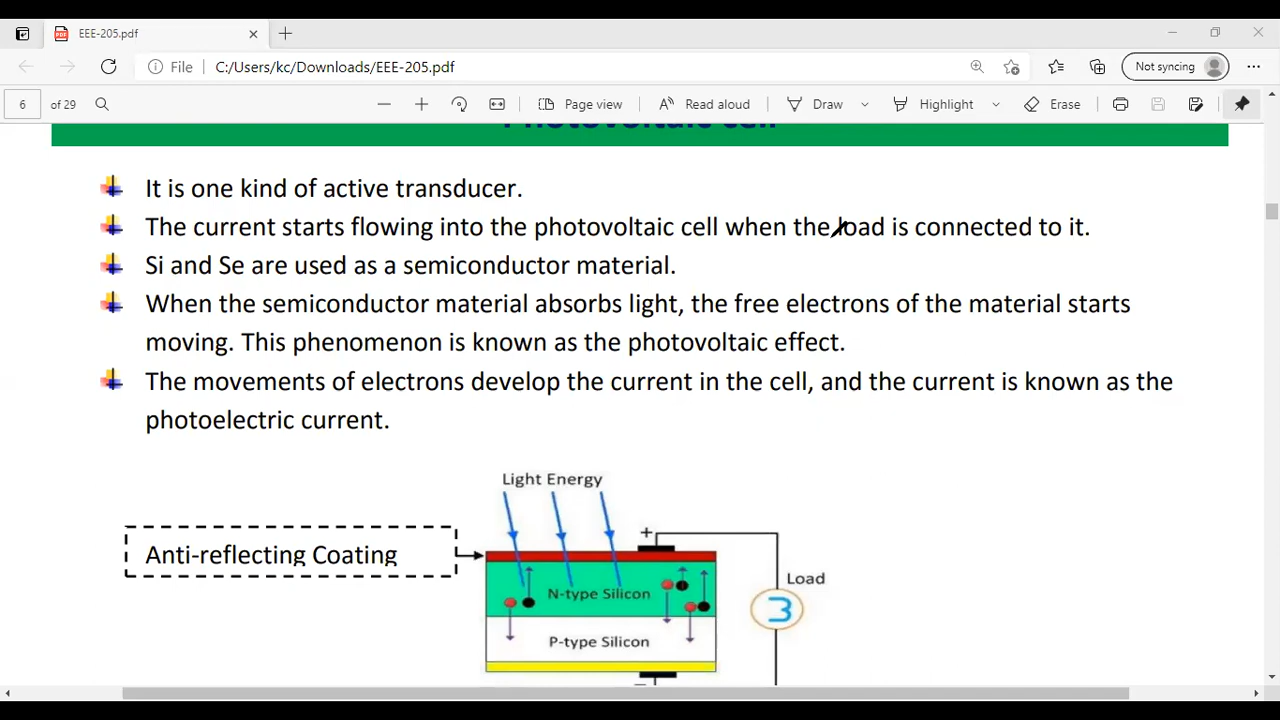 EEE-205.pdf
File C:/Users/kc/Downloads/EEE-205.pdf Not syncing
6 of 29 Page view Read aloud Draw Highlight Erase
Photovoltaic cell
It is one kind of active transducer.
The current starts flowing into the photovoltaic cell when the load is connected to it.
Si and Se are used as a semiconductor material.
When the semiconductor material absorbs light, the free electrons of the material starts
moving. This phenomenon is known as the photovoltaic effect.
The movements of electrons develop the current in the cell, and the current is known as the
photoelectric current.
Light Energy
+
Anti-reflecting Coating
Load
N-type Silicon
P-type Silicon
−